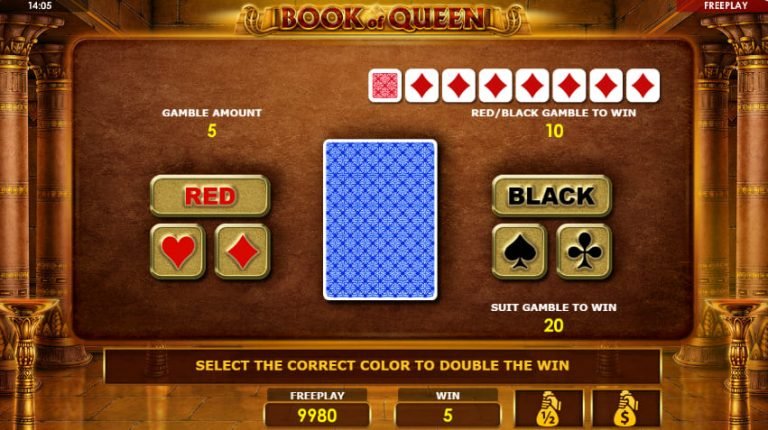 14:05
BOOK of QUEEN
FREEPLAY
GAMBLE AMOUNT
5
RED/BLACK GAMBLE TO WIN
10
RED
BLACK
SUIT GAMBLE TO WIN
20
SELECT THE CORRECT COLOR TO DOUBLE THE WIN
FREEPLAY
9980
WIN
5
½
$